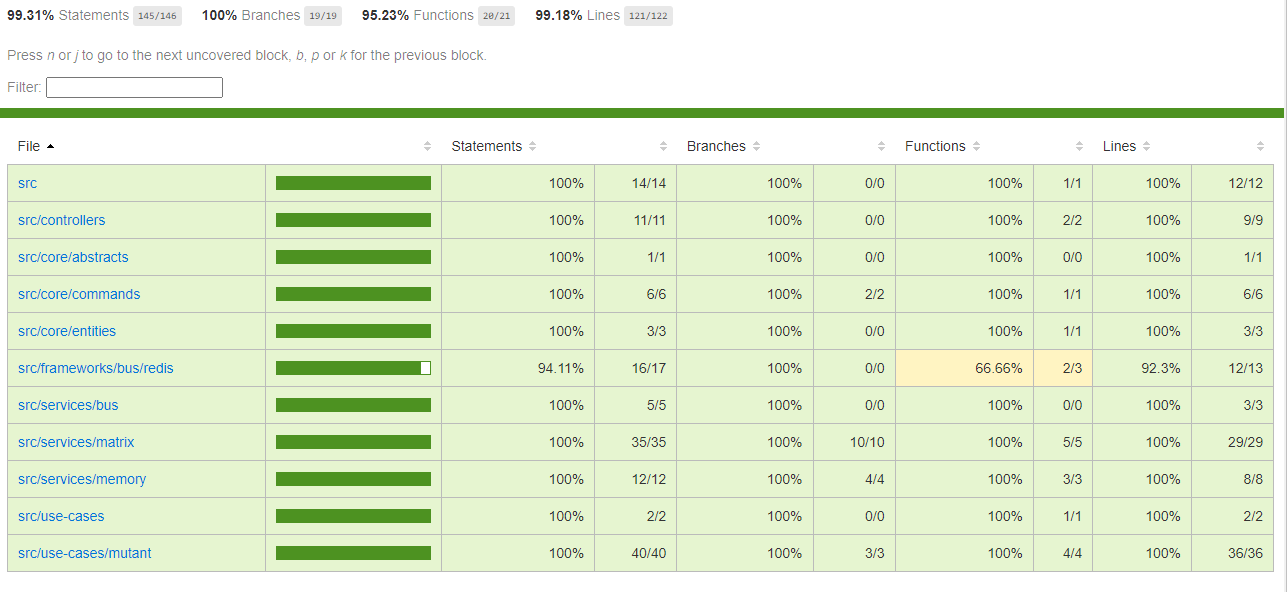 99.31% Statements 145/146 100% Branches 19/19 95.23% Functions 20/21 99.18% Lines 121/122
Press n or j to go to the next uncovered block, b, p or k for the previous block.
Filter:
File Statements Branches Functions Lines
src 100% 14/14 100% 0/0 100% 1/1 100% 12/12
src/controllers 100% 11/11 100% 0/0 100% 2/2 100% 9/9
src/core/abstracts 100% 1/1 100% 0/0 100% 0/0 100% 1/1
src/core/commands 100% 6/6 100% 2/2 100% 1/1 100% 6/6
src/core/entities 100% 3/3 100% 0/0 100% 1/1 100% 3/3
src/frameworks/bus/redis 94.11% 16/17 100% 0/0 66.66% 2/3 92.3% 12/13
src/services/bus 100% 5/5 100% 0/0 100% 0/0 100% 3/3
src/services/matrix 100% 35/35 100% 10/10 100% 5/5 100% 29/29
src/services/memory 100% 12/12 100% 4/4 100% 3/3 100% 8/8
src/use-cases 100% 2/2 100% 0/0 100% 1/1 100% 2/2
src/use-cases/mutant 100% 40/40 100% 3/3 100% 4/4 100% 36/36